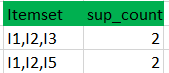 Itemset sup_count
I1,I2,I3 2
I1,I2,I5 2